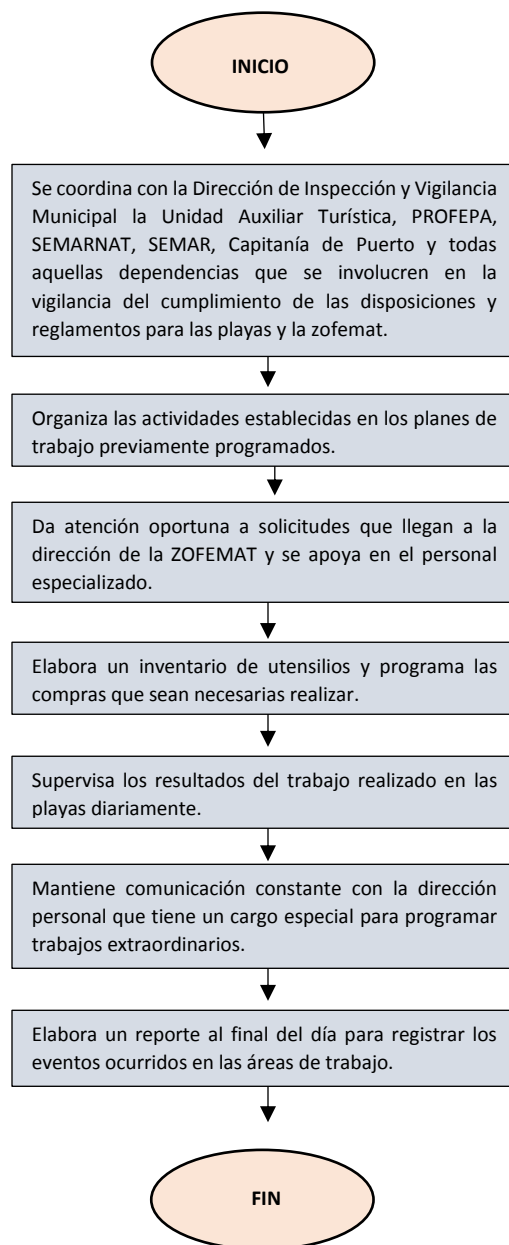 INICIO
Se coordina con la Dirección de Inspección y Vigilancia
Municipal la Unidad Auxiliar Turística, PROFEPA,
SEMARNAT, SEMAR, Capitanía de Puerto y todas
aquellas dependencias que se involucren en la
vigilancia del cumplimiento de las disposiciones y
reglamentos para las playas y la zofemat.
Organiza las actividades establecidas en los planes de
trabajo previamente programados.
Da atención oportuna a solicitudes que llegan a la
dirección de la ZOFEMAT y se apoya en el personal
especializado.
Elabora un inventario de utensilios y programa las
compras que sean necesarias realizar.
Supervisa los resultados del trabajo realizado en las
playas diariamente.
Mantiene comunicación constante con la dirección
personal que tiene un cargo especial para programar
trabajos extraordinarios.
Elabora un reporte al final del día para registrar los
eventos ocurridos en las áreas de trabajo.
FIN